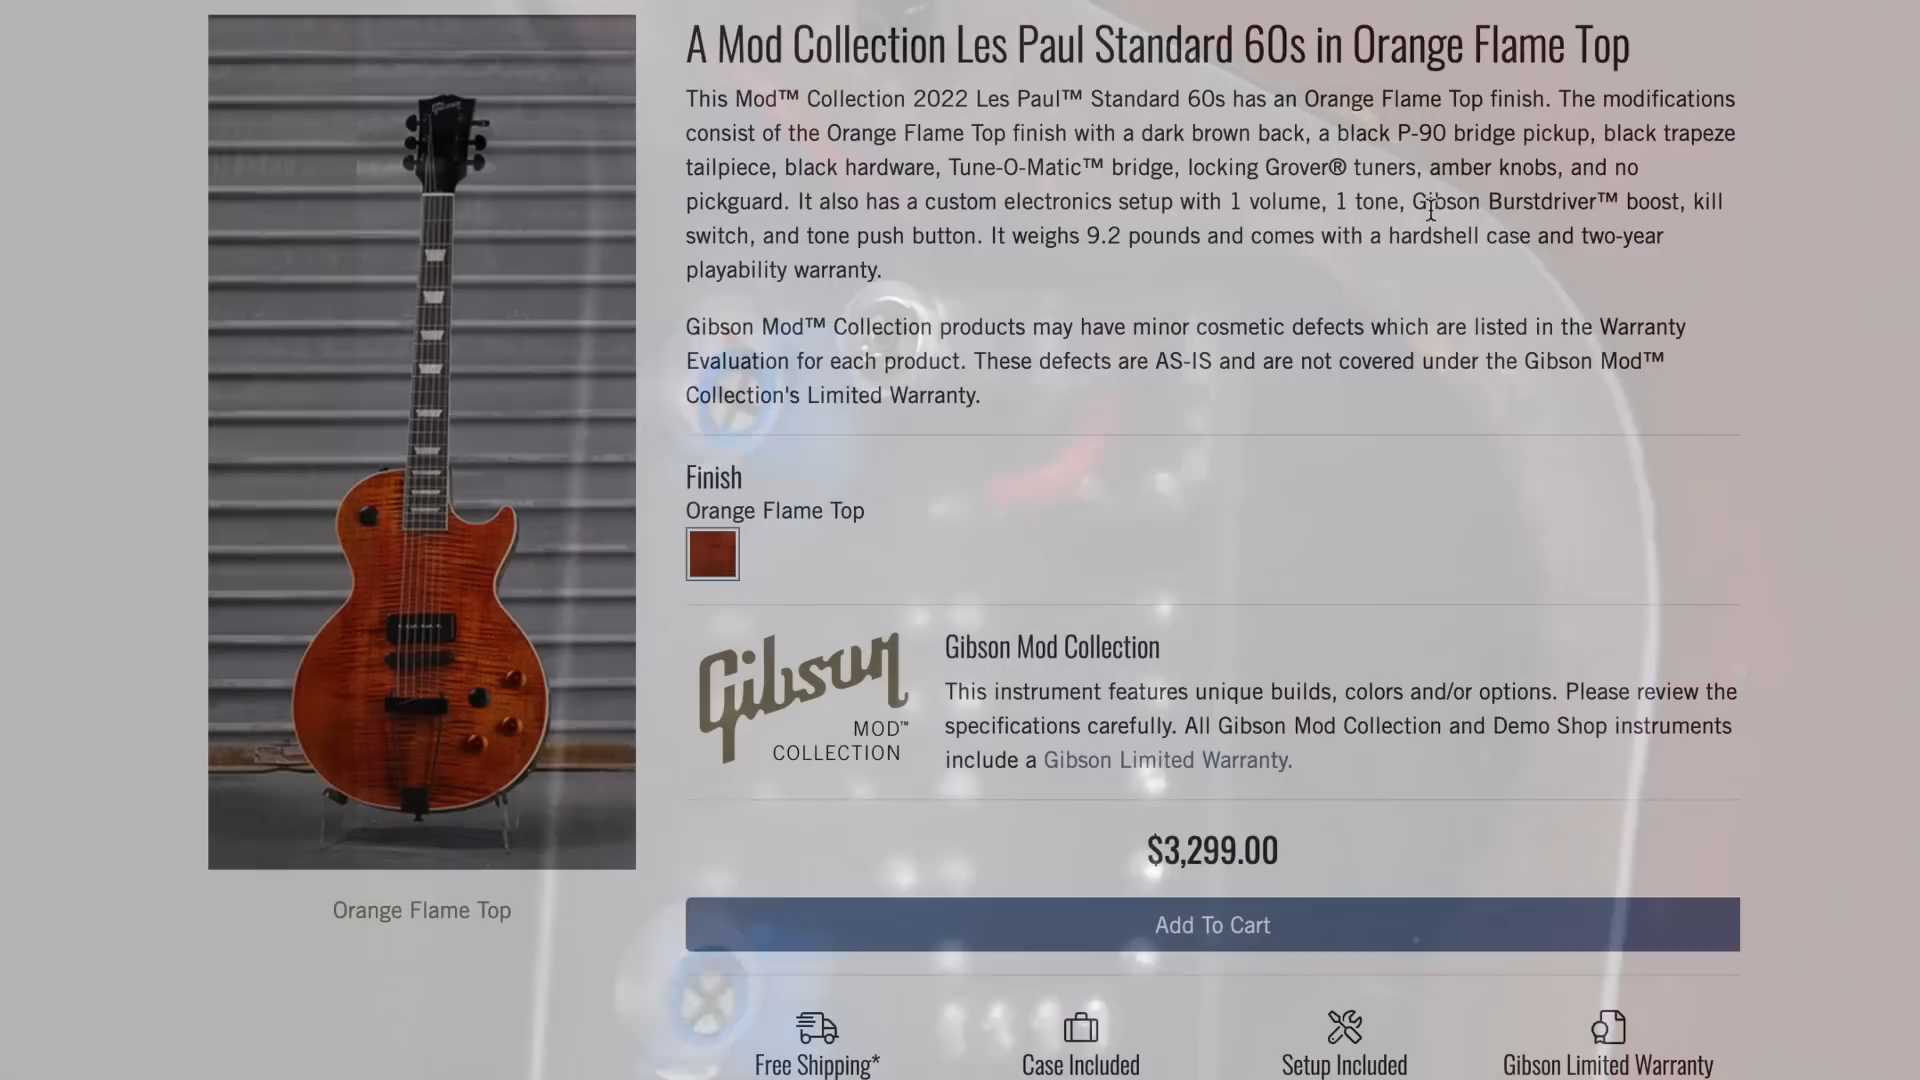 A Mod Collection Les Paul Standard 60s in Orange Flame Top
This Mod™ Collection 2022 Les Paul™ Standard 60s has an Orange Flame Top finish. The modifications
consist of the Orange Flame Top finish with a dark brown back, a black P-90 bridge pickup, black trapeze
tailpiece, black hardware, Tune-O-Matic™ bridge, locking Grover® tuners, amber knobs, and no
pickguard. It also has a custom electronics setup with 1 volume, 1 tone, Gibson Burstdriver™ boost, kill
switch, and tone push button. It weighs 9.2 pounds and comes with a hardshell case and two-year
playability warranty.
Gibson Mod™ Collection products may have minor cosmetic defects which are listed in the Warranty
Evaluation for each product. These defects are AS-IS and are not covered under the Gibson Mod™
Collection's Limited Warranty.
Finish
Orange Flame Top
Gibson
MOD™
COLLECTION
Gibson Mod Collection
This instrument features unique builds, colors and/or options. Please review the
specifications carefully. All Gibson Mod Collection and Demo Shop instruments
include a Gibson Limited Warranty.
$3,299.00
Add To Cart
Free Shipping*
Case Included
Setup Included
Gibson Limited Warranty
Gibson
Orange Flame Top